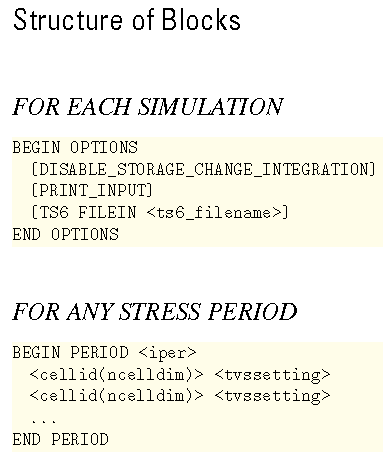 Structure of Blocks
FOR EACH SIMULATION
BEGIN OPTIONS
[DISABLE_STORAGE_CHANGE_INTEGRATION]
[PRINT_INPUT]
[TS6 FILEIN <ts6_filename>]
END OPTIONS
FOR ANY STRESS PERIOD
BEGIN PERIOD <iper>
<cellid(ncelldim)> <tvssetting>
<cellid(ncelldim)> <tvssetting>
...
END PERIOD